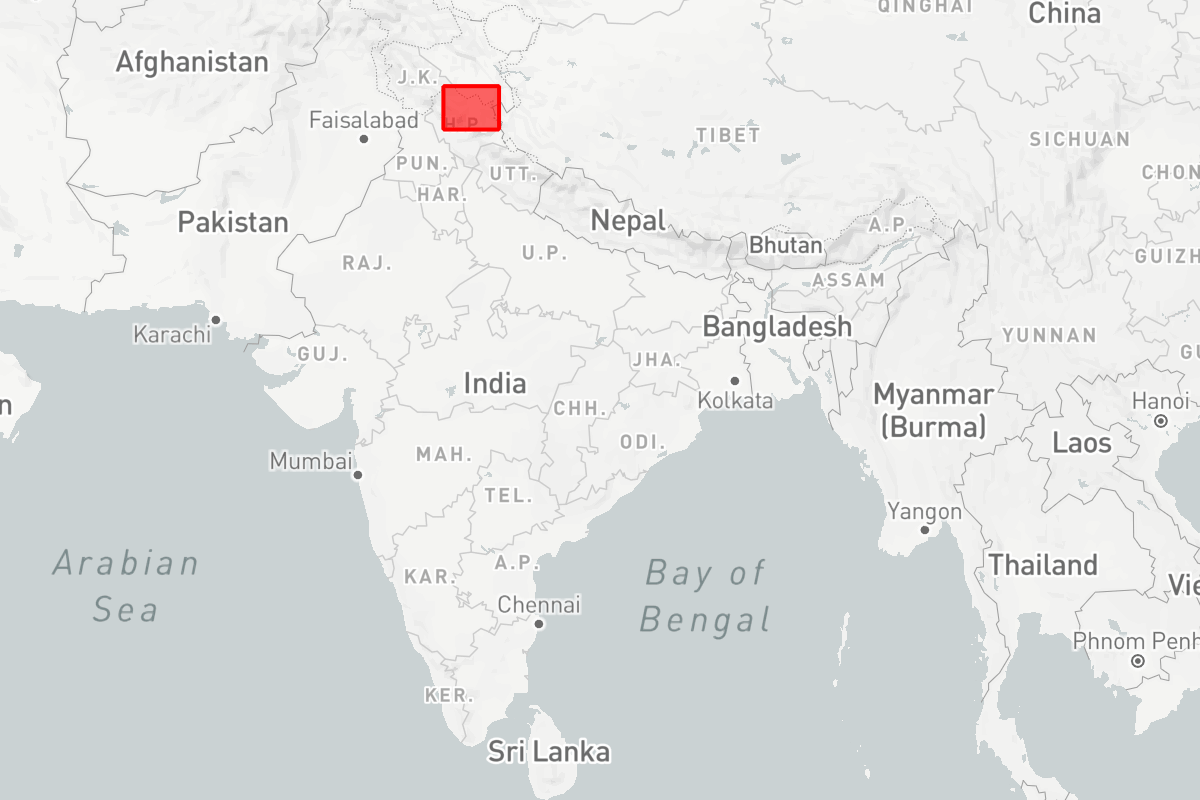 QINGHAI
China
Afghanistan
J.K.
Faisalabad
H.P.
TIBET
SICHUAN
PUN.
UTT.
CHON
HAR.
Pakistan
Nepal
A.P.
Bhutan
RAJ.
U.P.
GUIZH
ASSAM
Karachi
Bangladesh
YUNNAN
GUJ.
JHA.
GU
India
Kolkata
Myanmar
(Burma)
Hanoi
n
CHH.
ODI.
Laos
MAH.
Mumbai
TEL.
Yangon
Arabian
Sea
A.P.
Bay of
Bengal
Thailand
KAR.
Vie
Chennai
Phnom Penh
KER.
Sri Lanka